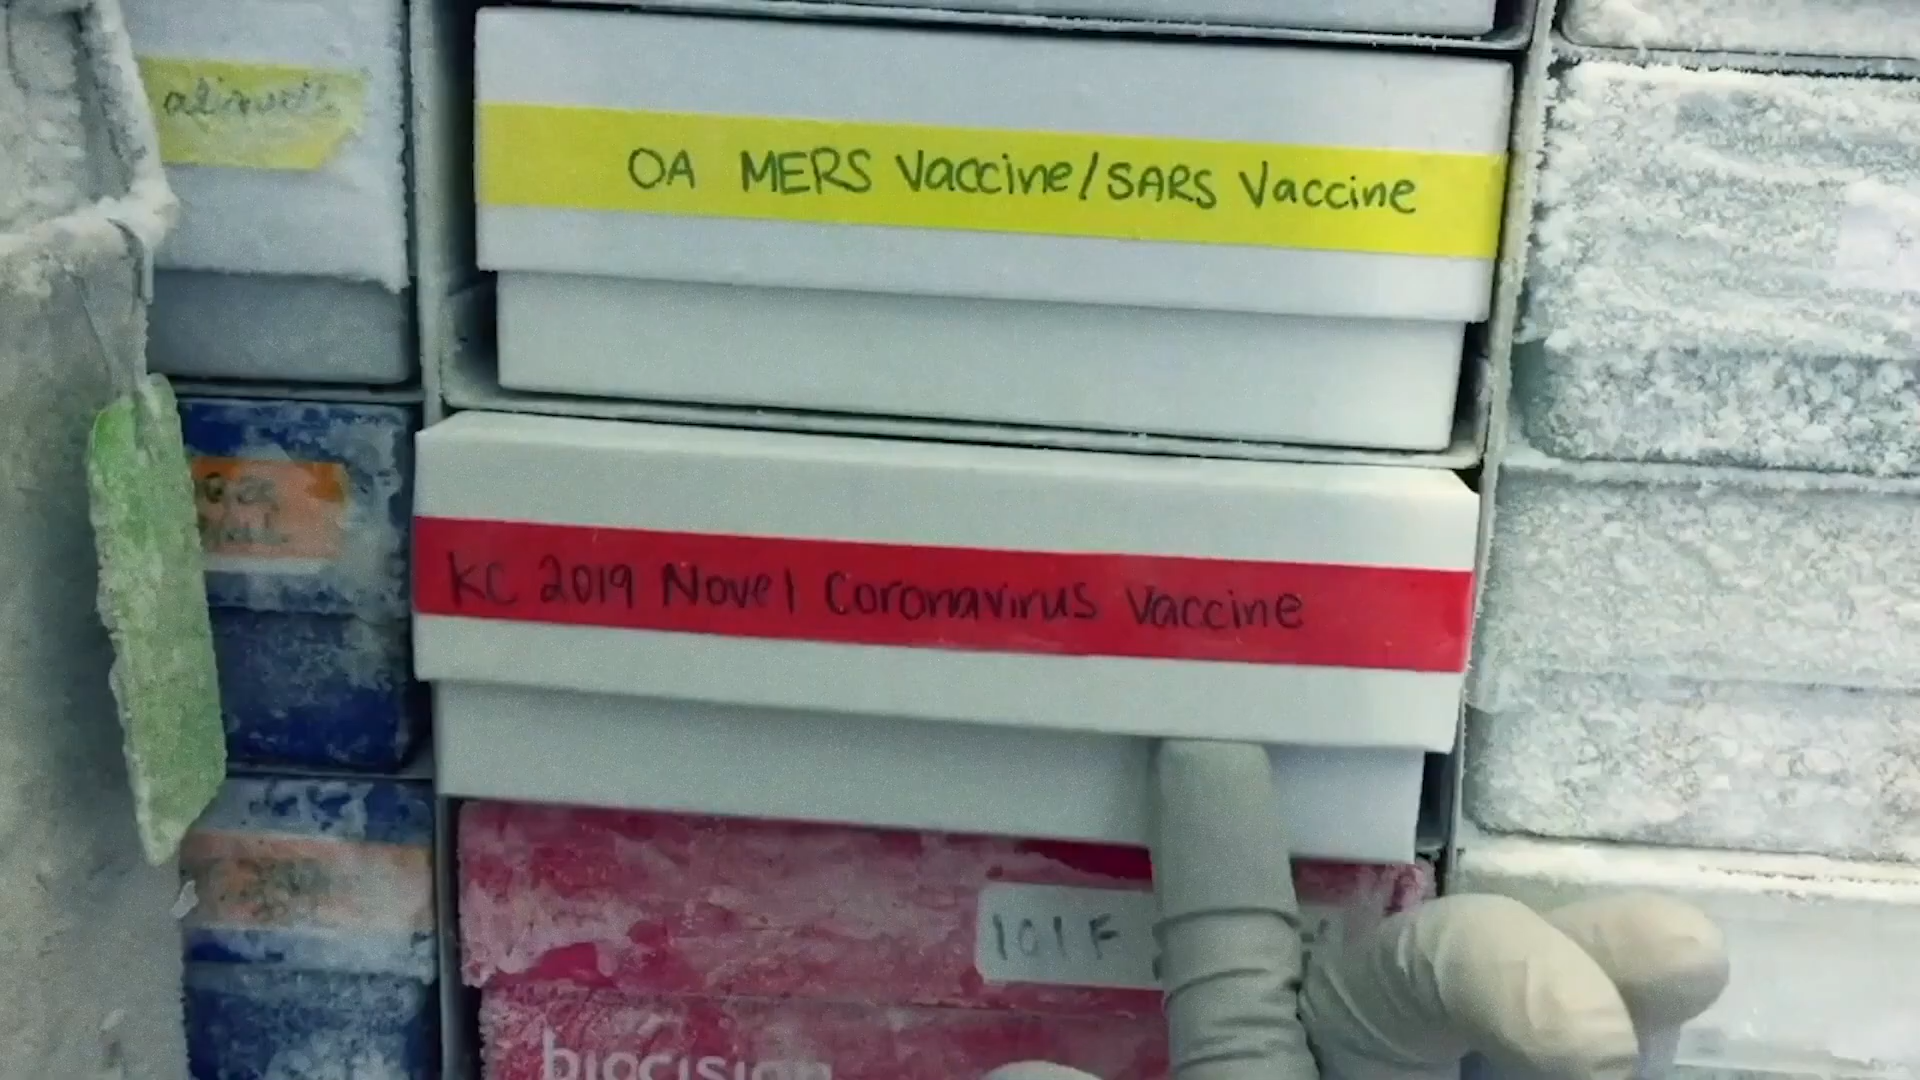 OA MERS Vaccine/SARS Vaccine
KC 2019 Novel Coronavirus Vaccine
101F
biocision